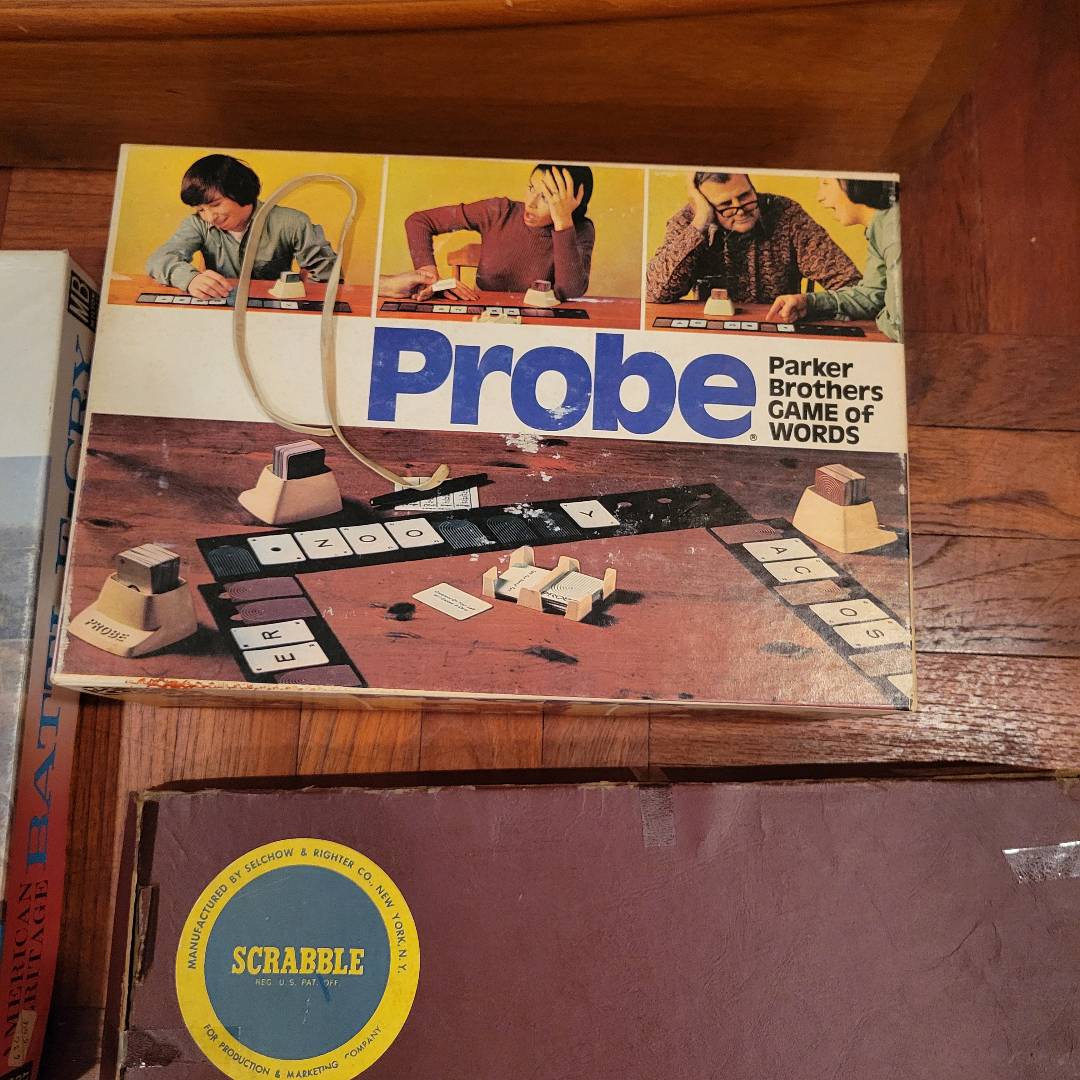 Probe
®
Parker
Brothers
GAME of
WORDS
PROBE
• N O O Y
R
E
A
C
O
S
MB
BATTLE CRY
AMERICAN
HERITAGE
MANUFACTURED BY SELCHOW & RIGHTER CO., NEW YORK, N.Y.
SCRABBLE
REG. U.S. PAT. OFF.
FOR PRODUCTION & MARKETING COMPANY